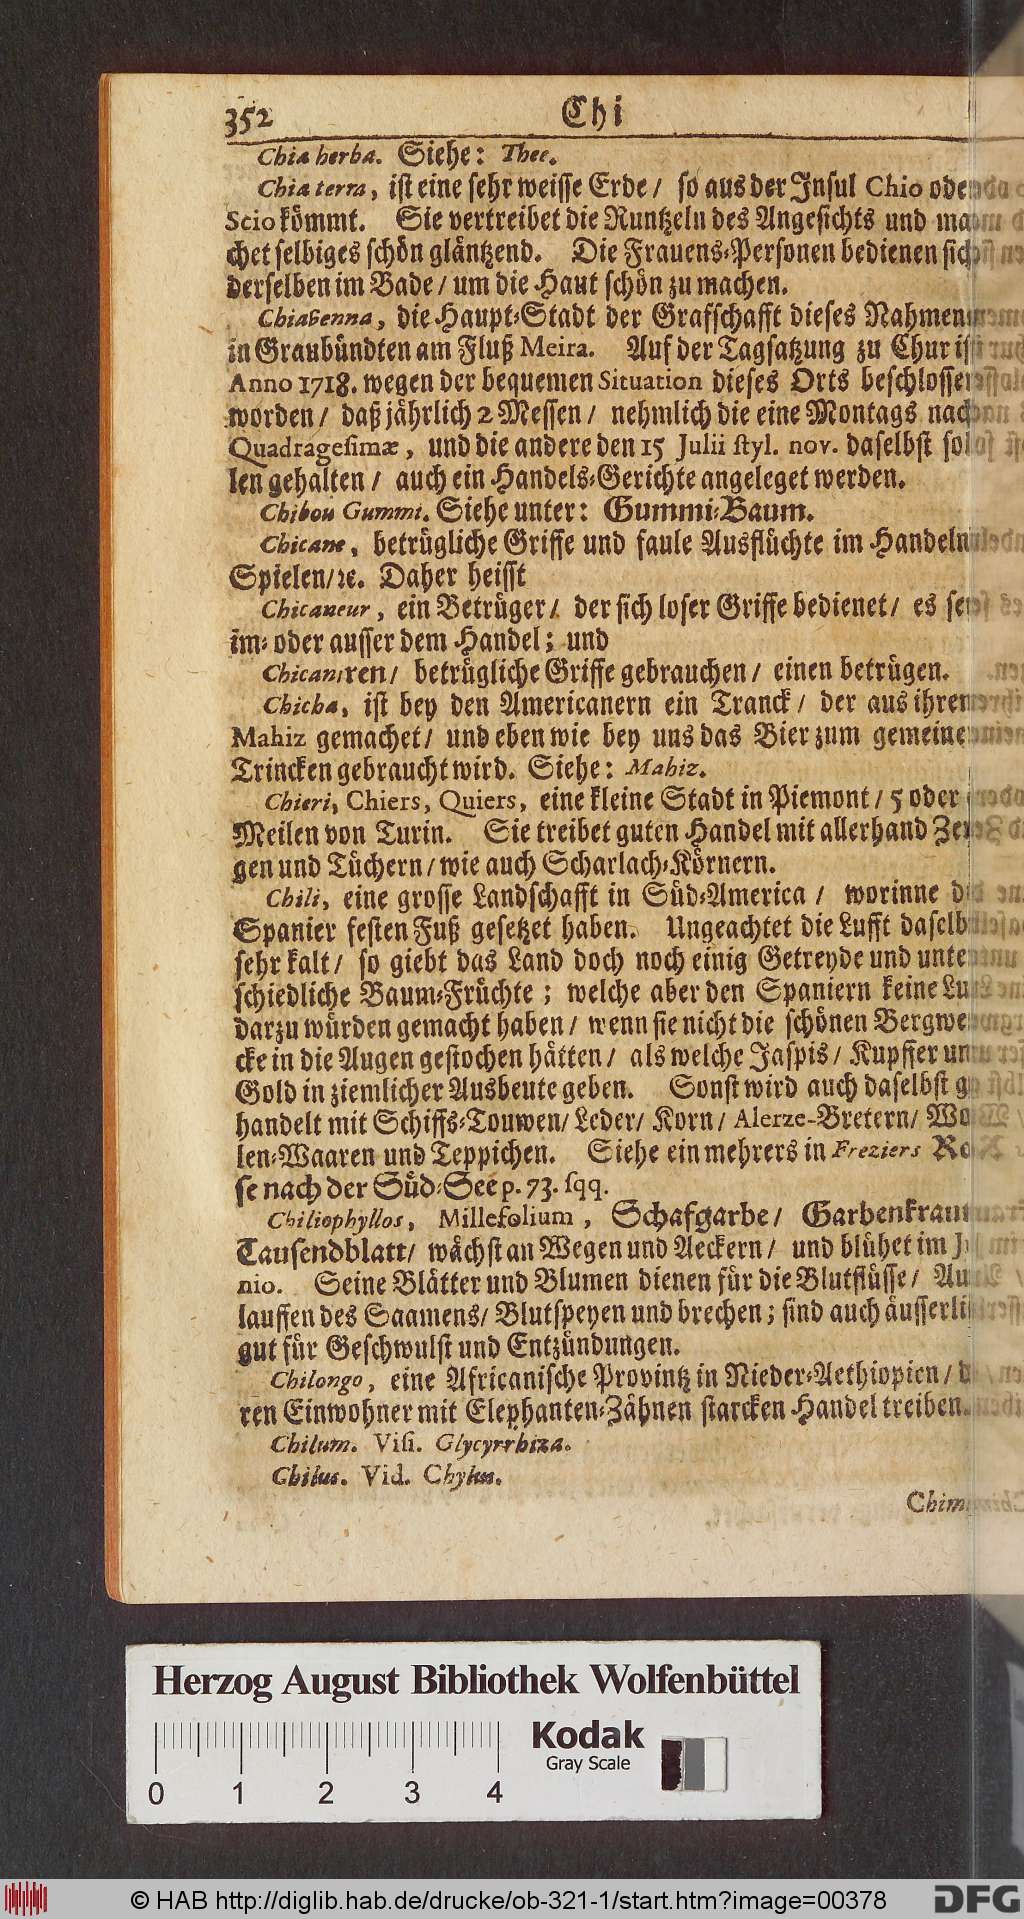 352 Chi
Chia herba. Siehe: Thee.
Chia terra, ist eine sehr weisse Erde / so aus der Insul Chio oder
Scio kömmt. Sie vertreibet die Runtzeln des Angesichts und ma-
chet selbiges schön gläntzend. Die Frauens-Personen bedienen sich
derselben im Bade / um die Haut schön zu machen.
Chiavenna, die Haupt-Stadt der Grafschafft dieses Nahmens
in Graubündten am Fluß Meira. Auf der Tagsatzung zu Chur ist
Anno 1718. wegen der bequemen Situation dieses Orts beschlossen
worden / daß jährlich 2 Messen / nehmlich die eine Montags nach
Quadragesimæ, und die andere den 15 Julii styl. nov. daselbst sol-
len gehalten / auch ein Handels-Gerichte angeleget werden.
Chibou Gummi. Siehe unter: Gummi-Baum.
Chicane, betrügliche Griffe und faule Ausflüchte im Handeln
Spielen / ꝛc. Daher heisst
Chicaneur, ein Betrüger / der sich loser Griffe bedienet / es sey
im- oder ausser dem Handel; und
Chicaniren / betrügliche Griffe gebrauchen / einen betrügen.
Chicha, ist bey den Americanern ein Tranck / der aus ihrem
Mahiz gemachet / und eben wie bey uns das Bier zum gemeinen
Trincken gebraucht wird. Siehe: Mahiz.
Chieri, Chiers, Quiers, eine kleine Stadt in Piemont / 5 oder
Meilen von Turin. Sie treibet guten Handel mit allerhand Zeu-
gen und Tüchern / wie auch Scharlach-Körnern.
Chili, eine grosse Landschafft in Süd-America / worinne die
Spanier festen Fuß gesetzet haben. Ungeachtet die Lufft daselbst
sehr kalt / so giebt das Land doch noch einig Getreyde und unter-
schiedliche Baum-Früchte; welche aber den Spaniern keine Lust
darzu würden gemacht haben / wenn sie nicht die schönen Bergwer-
cke in die Augen gestochen hätten / als welche Jaspis / Kupffer und
Gold in ziemlicher Ausbeute geben. Sonst wird auch daselbst ge-
handelt mit Schiffs-Touwen / Leder / Korn / Alerze-Bretern / Wol-
len-Waaren und Teppichen. Siehe ein mehrers in Freziers Rei-
se nach der Süd-See p. 73. sqq.
Chiliophyllos, Millefolium, Schafgarbe / Garbenkraut
Tausendblatt / wächst an Wegen und Aeckern / und blühet im Ju-
nio. Seine Blätter und Blumen dienen für die Blutflüsse / Aus-
lauffen des Saamens / Blutspeyen und brechen; sind auch äusserlich
gut für Geschwulst und Entzündungen.
Chilongo, eine Africanische Provintz in Nieder-Aethiopien / de-
ren Einwohner mit Elephanten-Zähnen starcken Handel treiben.
Chilum. Visi. Glycyrrhiza.
Chilus. Vid. Chylus.
Herzog August Bibliothek Wolfenbüttel
Kodak
Gray Scale
0 1 2 3 4
© HAB http://diglib.hab.de/drucke/ob-321-1/start.htm?image=00378 DFG